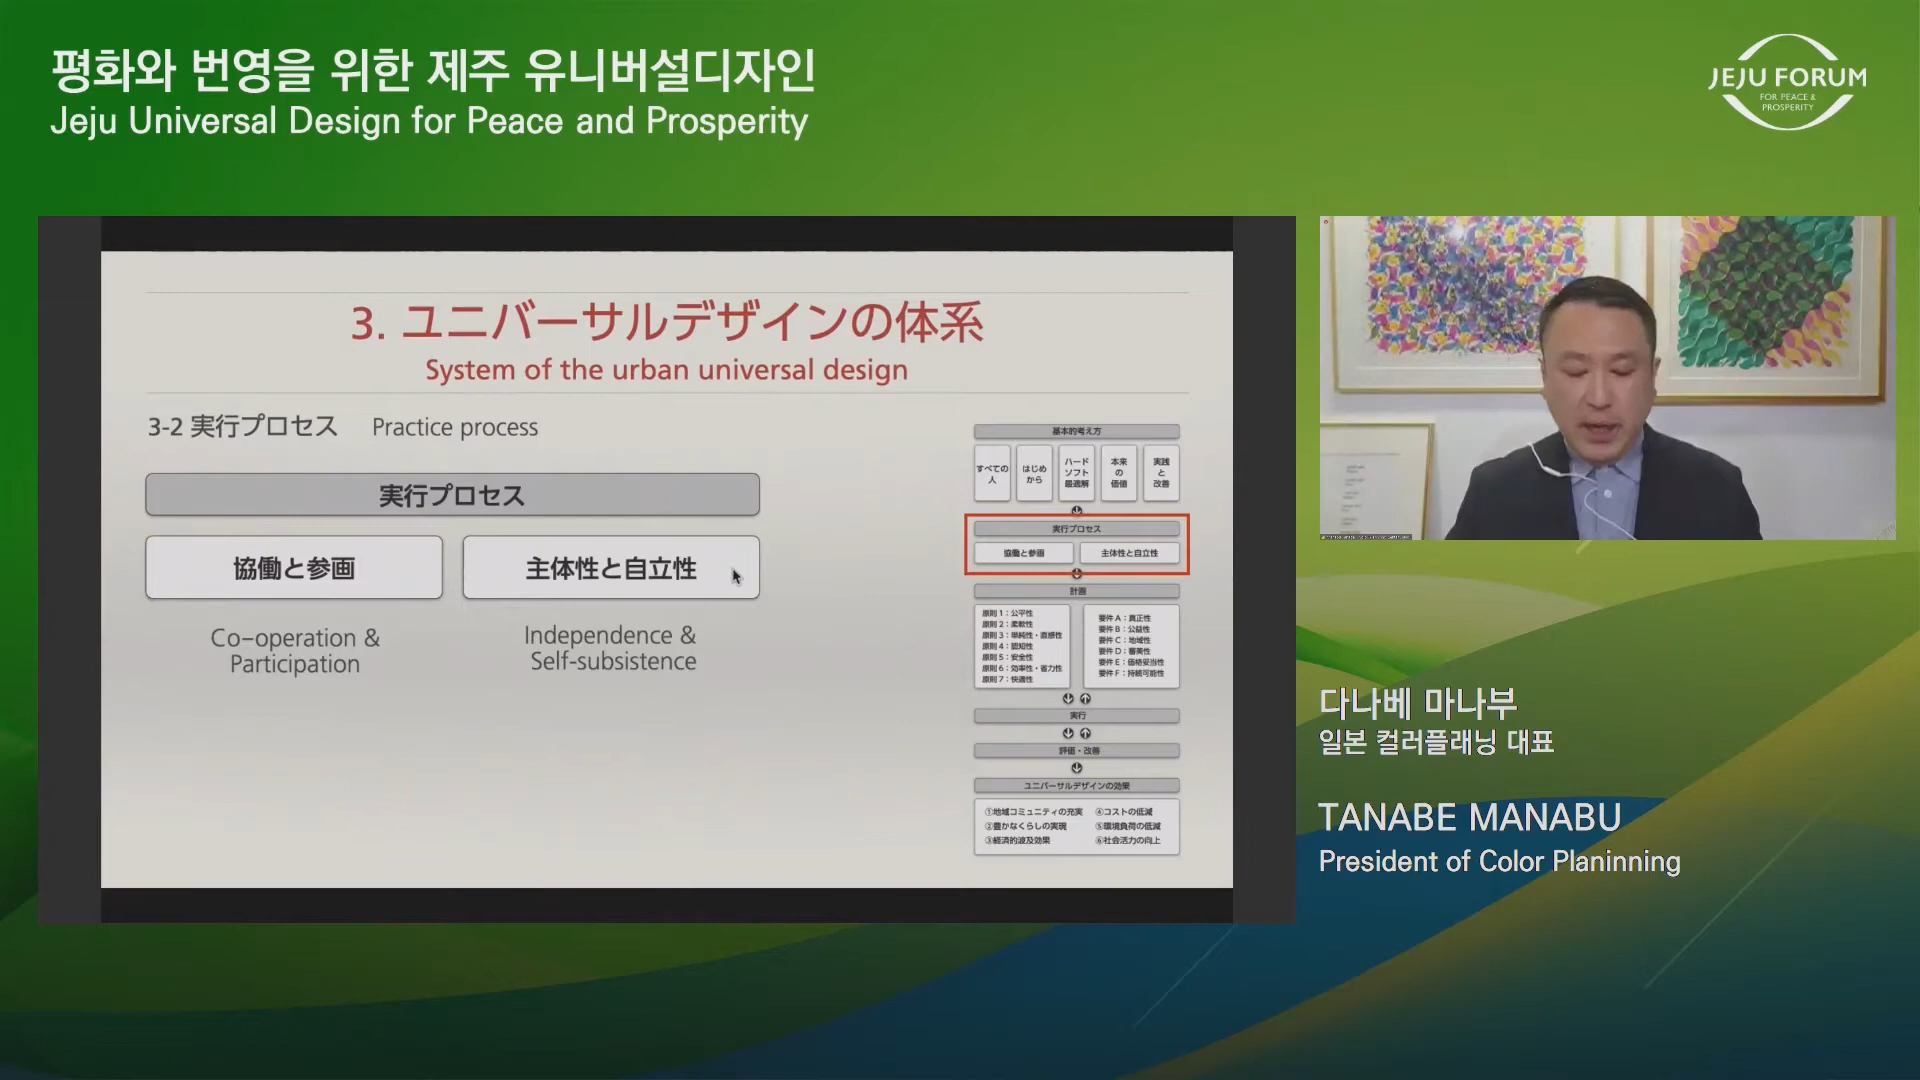 평화와 번영을 위한 제주 유니버설디자인
Jeju Universal Design for Peace and Prosperity
JEJU FORUM
FOR PEACE &
PROSPERITY
3. ユニバーサルデザインの体系
System of the urban universal design
3-2 実行プロセス Practice process
実行プロセス
協働と参画
主体性と自立性
Co-operation &
Participation
Independence &
Self-subsistence
基本的考え方
すべての
人
はじめ
から
ハード
ソフト
最適解
本来
の
価値
実践
と
改善
実行プロセス
協働と参画
主体性と自立性
計画
原則1：公平性
原則2：柔軟性
原則3：単純性・直感性
原則4：認知性
原則5：安全性
原則6：効率性・省力性
原則7：快適性
要件A：真正性
要件B：公益性
要件C：地域性
要件D：審美性
要件E：価格妥当性
要件F：持続可能性
実行
評価・改善
ユニバーサルデザインの効果
①地域コミュニティの充実
②豊かなくらしの実現
③経済的波及効果
④コストの低減
⑤環境負荷の低減
⑥社会活力の向上
다나베 마나부
일본 컬러플래닝 대표
TANABE MANABU
President of Color Planinning